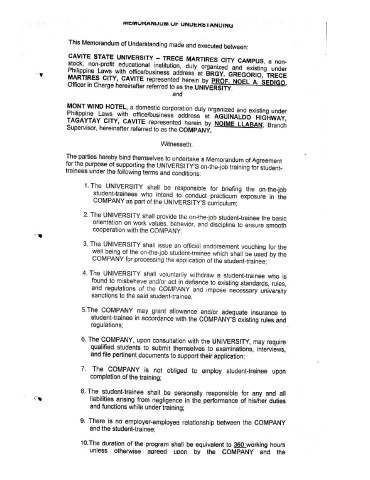 MEMORANDUM OF UNDERSTANDING
This Memorandum of Understanding made and executed between:
CAVITE STATE UNIVERSITY – TRECE MARTIRES CITY CAMPUS, a non-
stock, non-profit educational institution, duly organized and existing under
Philippine Laws with office/business address at BRGY. GREGORIO, TRECE
MARTIRES CITY, CAVITE represented herein by PROF. NOEL A. SEDIGO,
Officer in Charge hereinafter referred to as the UNIVERSITY.
and
MONT WIND HOTEL, a domestic corporation duly organized and existing under
Philippine Laws with office/business address at AGUINALDO HIGHWAY,
TAGAYTAY CITY, CAVITE represented herein by NOIME LLABAN, Branch
Supervisor, hereinafter referred to as the COMPANY.
Witnesseth:
The parties hereby bind themselves to undertake a Memorandum of Agreement
for the purpose of supporting the UNIVERSITY'S on-the-job training for student-
trainees under the following terms and conditions:
1. The UNIVERSITY shall be responsible for briefing the on-the-job
student-trainees who intend to conduct practicum exposure in the
COMPANY as part of the UNIVERSITY'S curriculum;
2. The UNIVERSITY shall provide the on-the-job student-trainee the basic
orientation on work values, behavior, and discipline to ensure smooth
cooperation with the COMPANY;
3. The UNIVERSITY shall issue an official endorsement vouching for the
well being of the on-the-job student-trainee which shall be used by the
COMPANY for processing the application of the student-trainee;
4. The UNIVERSITY shall voluntarily withdraw a student-trainee who is
found to misbehave and/or act in defiance to existing standards, rules,
and regulations of the COMPANY and impose necessary university
sanctions to the said student-trainee;
5.The COMPANY may grant allowance and/or adequate insurance to
student-trainee in accordance with the COMPANY'S existing rules and
regulations;
6. The COMPANY, upon consultation with the UNIVERSITY, may require
qualified students to submit themselves to examinations, interviews,
and file pertinent documents to support their application;
7. The COMPANY is not obliged to employ student-trainee upon
completion of the training;
8. The student-trainee shall be personally responsible for any and all
liabilities arising from negligence in the performance of his/her duties
and functions while under training;
9. There is no employer-employee relationship between the COMPANY
and the student-trainee;
10.The duration of the program shall be equivalent to 360 working hours
unless otherwise agreed upon by the COMPANY and the